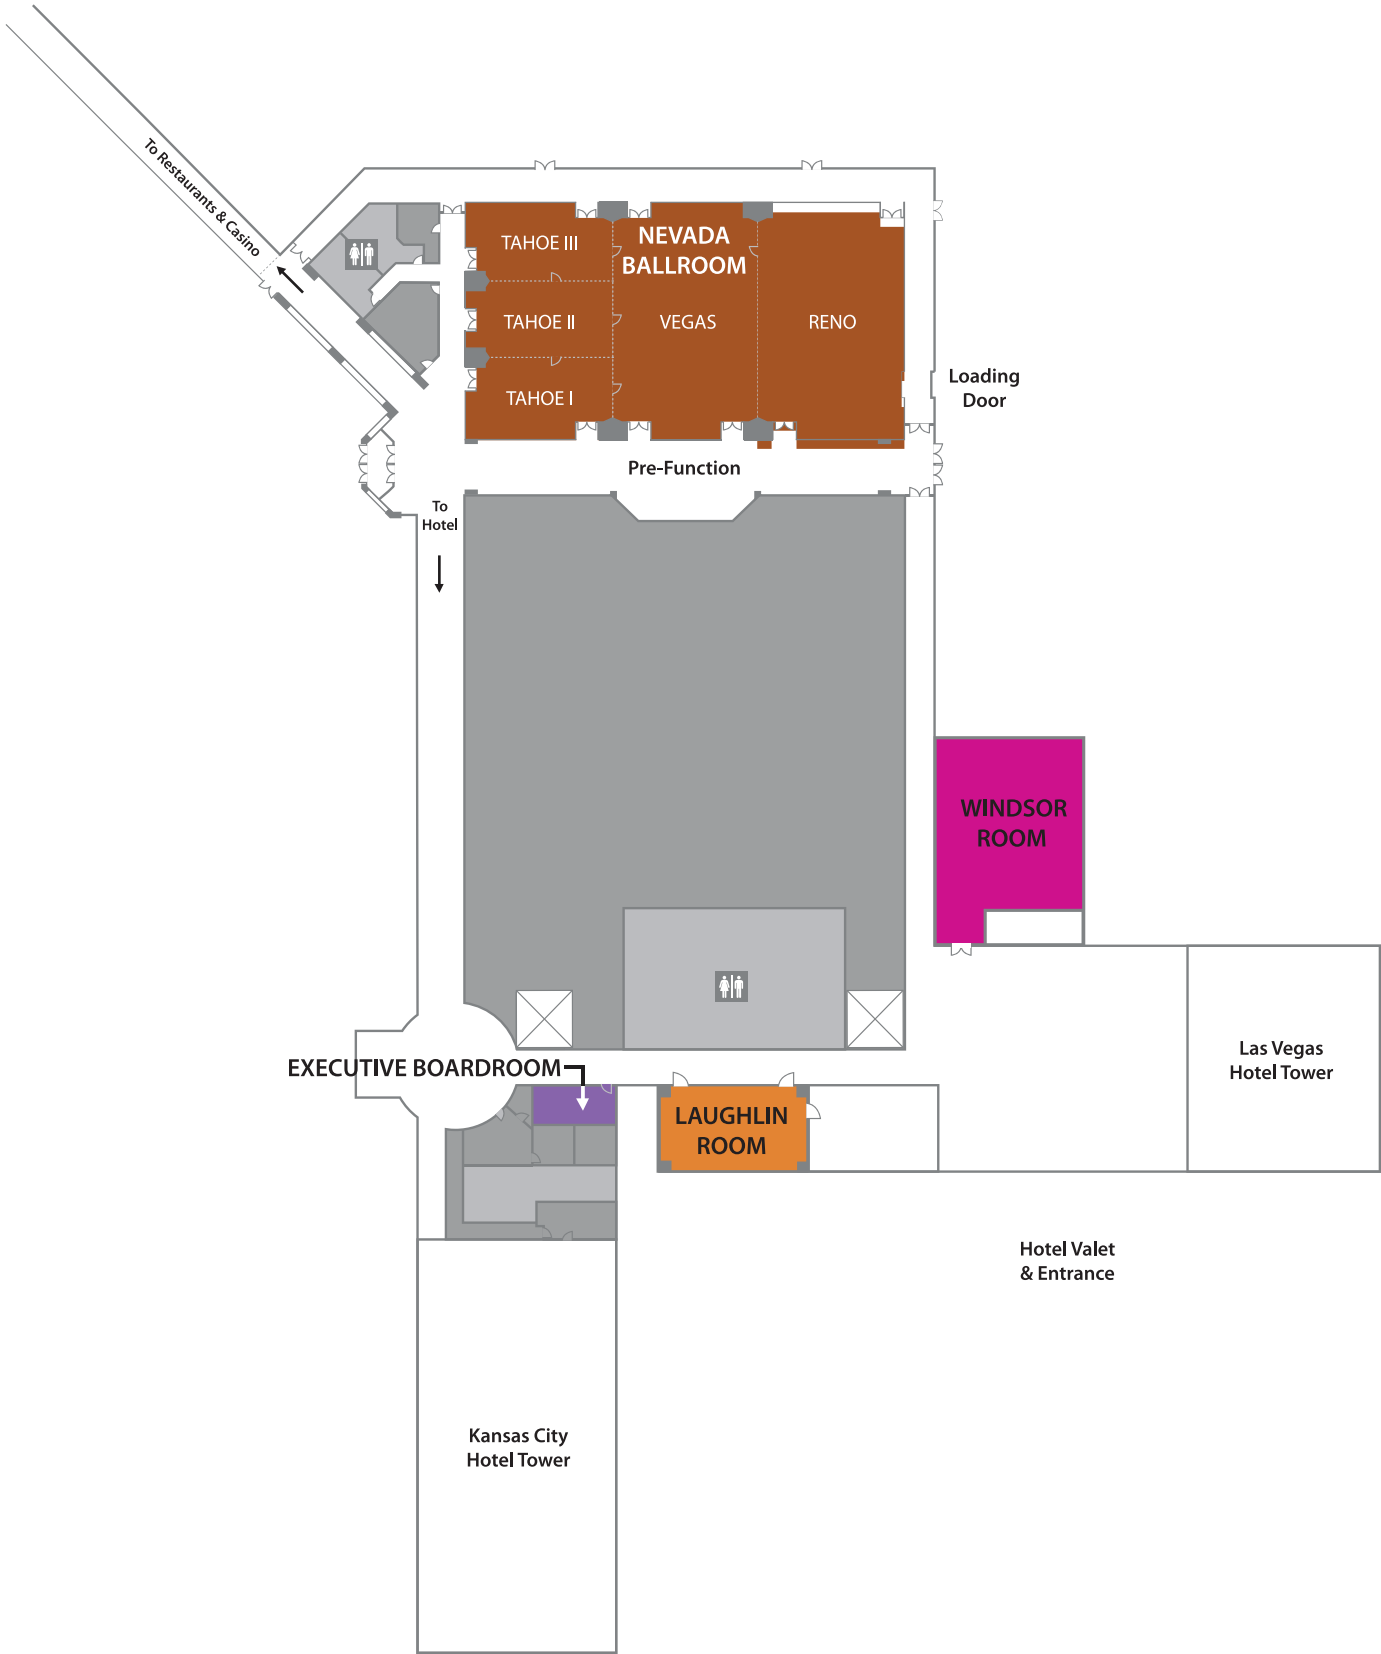 To Restaurants & Casino
TAHOE III
NEVADA
BALLROOM
TAHOE II
VEGAS
RENO
TAHOE I
Loading
Door
Pre-Function
To
Hotel
WINDSOR
ROOM
EXECUTIVE BOARDROOM
Las Vegas
Hotel Tower
LAUGHLIN
ROOM
Hotel Valet
& Entrance
Kansas City
Hotel Tower